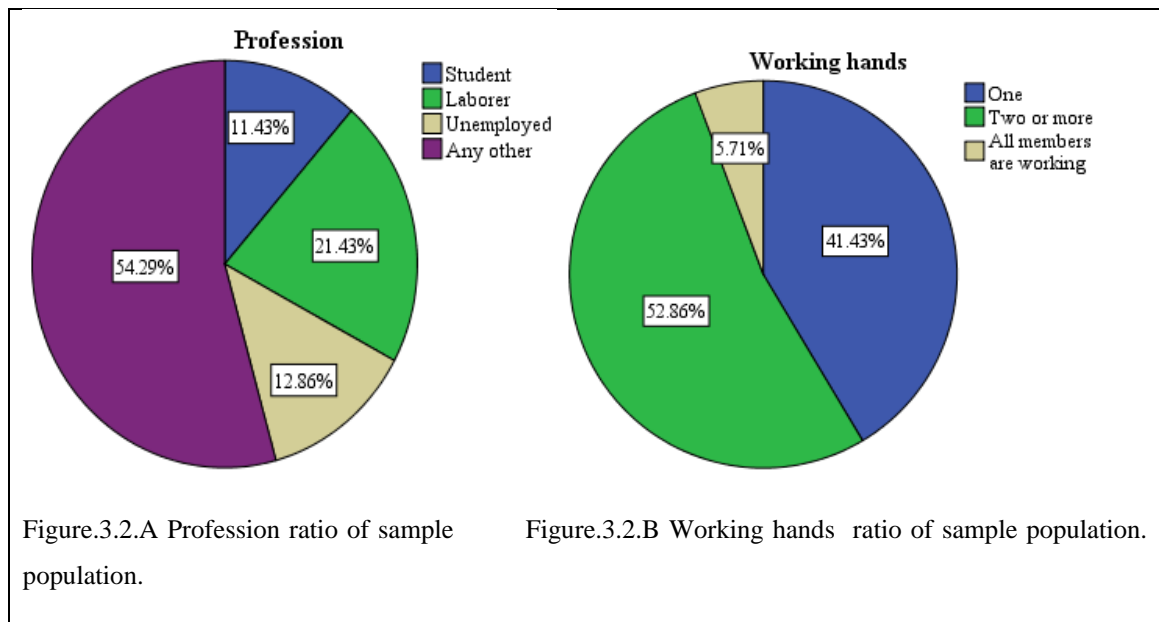 Profession
Student
Laborer
Unemployed
Any other
11.43%
21.43%
54.29%
12.86%
Working hands
One
Two or more
All members
are working
5.71%
41.43%
52.86%
Figure.3.2.A Profession ratio of sample
population.
Figure.3.2.B Working hands ratio of sample population.